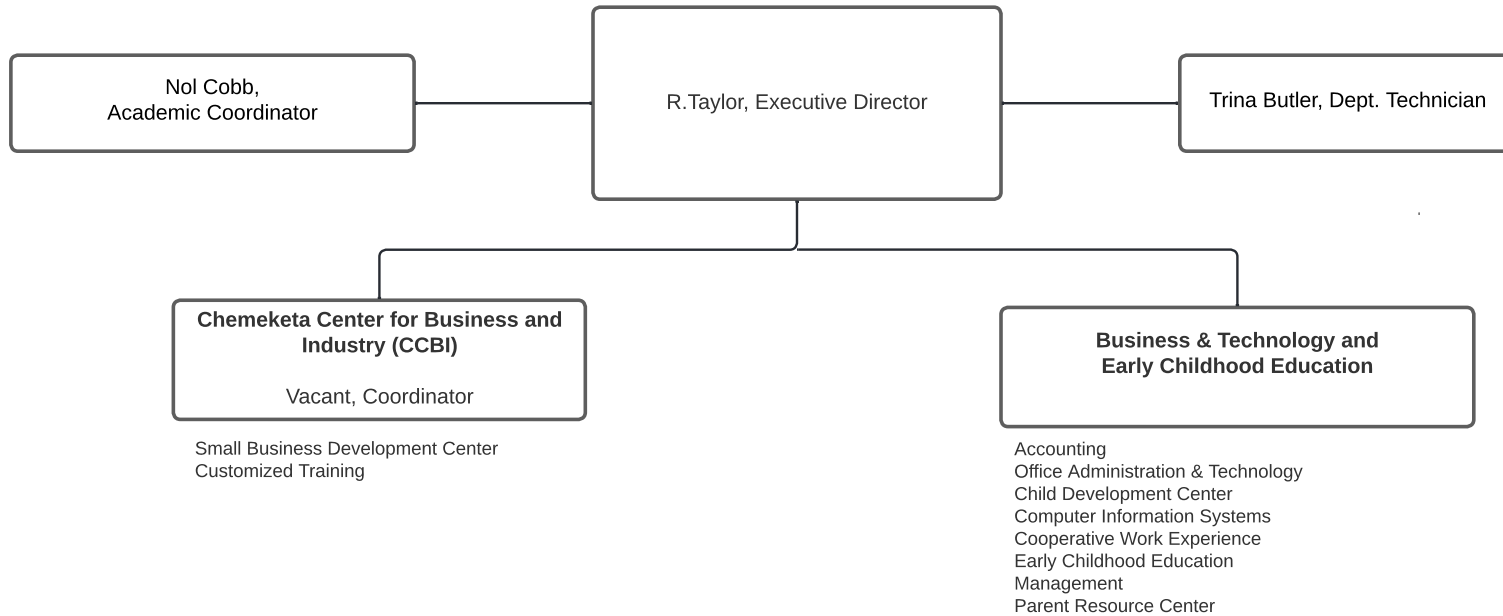 Nol Cobb,
Academic Coordinator
R.Taylor, Executive Director
Trina Butler, Dept. Technician
Chemeketa Center for Business and
Industry (CCBI)
Vacant, Coordinator
Small Business Development Center
Customized Training
Business & Technology and
Early Childhood Education
Accounting
Office Administration & Technology
Child Development Center
Computer Information Systems
Cooperative Work Experience
Early Childhood Education
Management
Parent Resource Center